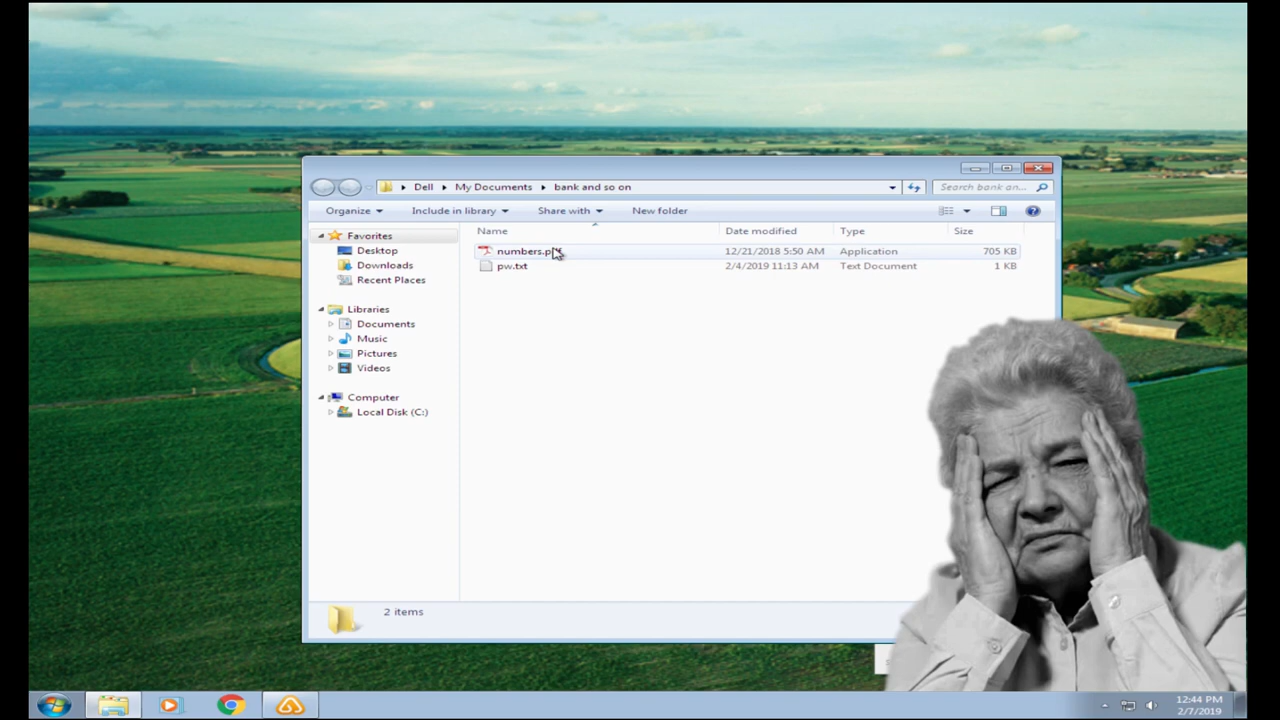 Dell
My Documents
bank and so on
Search bank an...
Organize
Include in library
Share with
New folder
Name
Date modified
Type
Size
Favorites
Desktop
Downloads
Recent Places
Libraries
Documents
Music
Pictures
Videos
Computer
Local Disk (C:)
12/21/2018 5:50 AM
Application
705 KB
pw.txt
2/4/2019 11:13 AM
Text Document
1 KB
2 items
12:44 PM
2/7/2019